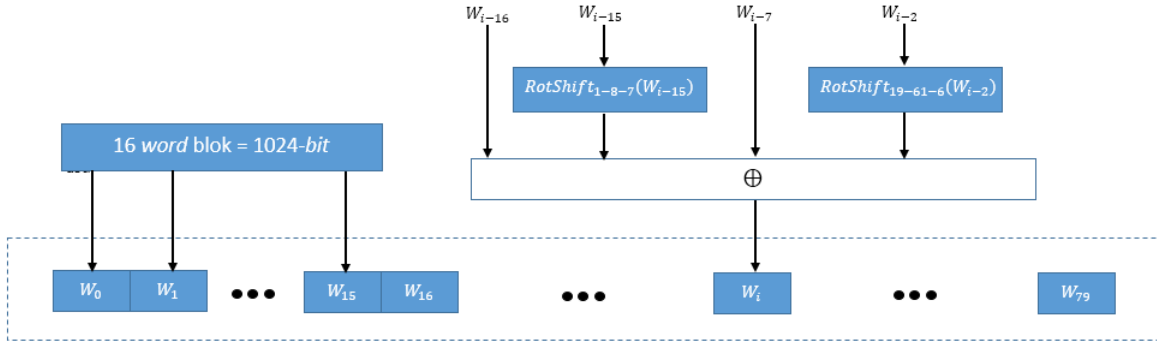 W_{i−16} W_{i−15} W_{i−7} W_{i−2}
RotShift_{1−8−7}(W_{i−15}) RotShift_{19−61−6}(W_{i−2})
16 word blok = 1024-bit
⊕
W_0 W_1 ●●● W_15 W_16 ●●● W_i ●●● W_79